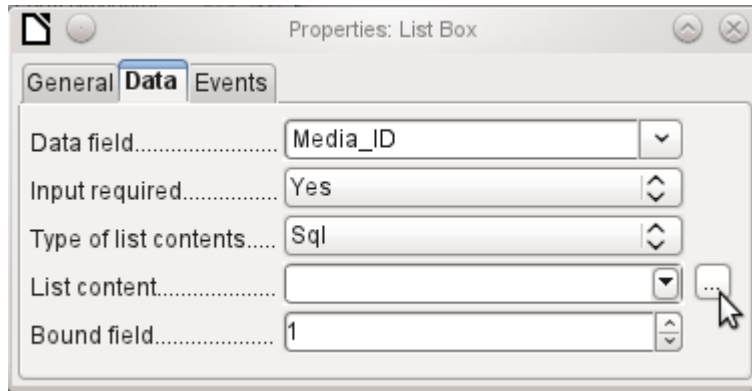 Properties: List Box
General Data Events
Data field....................... Media_ID
Input required............... Yes
Type of list contents..... Sql
List content................... ...
Bound field.................... 1